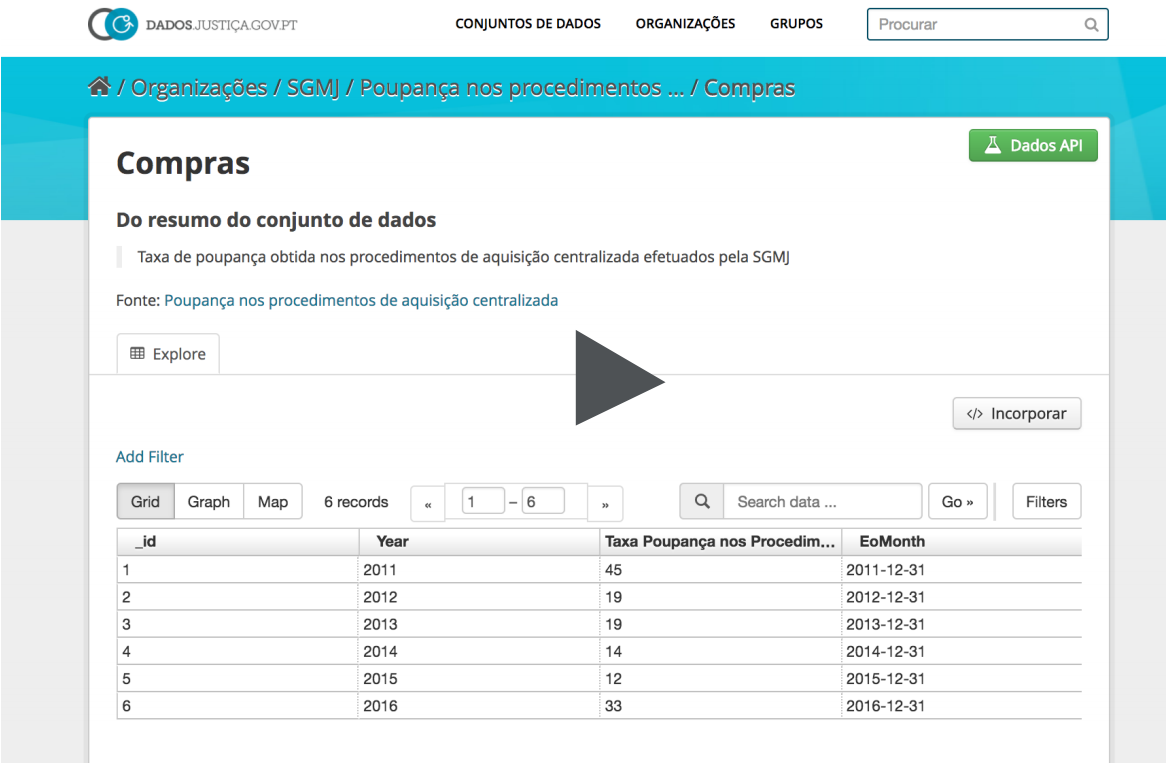 DADOS.JUSTIÇA.GOV.PT CONJUNTOS DE DADOS ORGANIZAÇÕES GRUPOS Procurar
/ Organizações / SGMJ / Poupança nos procedimentos ... / Compras
Dados API
Compras
Do resumo do conjunto de dados
Taxa de poupança obtida nos procedimentos de aquisição centralizada efetuados pela SGMJ
Fonte: Poupança nos procedimentos de aquisição centralizada
Explore
</> Incorporar
Add Filter
Grid Graph Map 6 records « 1 – 6 » Search data ... Go » Filters
_id Year Taxa Poupança nos Procedim... EoMonth
1 2011 45 2011-12-31
2 2012 19 2012-12-31
3 2013 19 2013-12-31
4 2014 14 2014-12-31
5 2015 12 2015-12-31
6 2016 33 2016-12-31